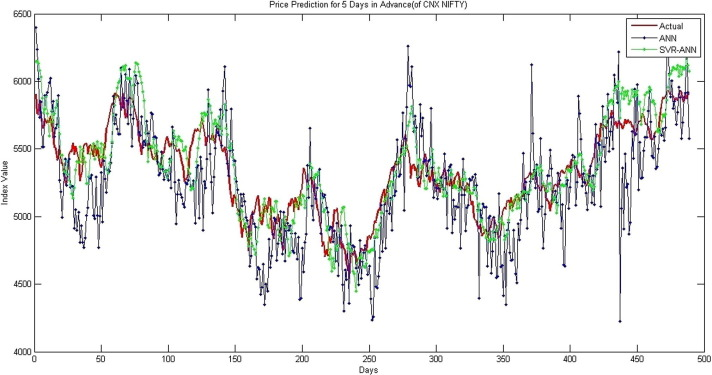 Price Prediction for 5 Days in Advance(of CNX NIFTY)
6500
6000
5500
5000
4500
4000
Index Value
0 50 100 150 200 250 300 350 400 450 500
Days
Actual
ANN
SVR-ANN